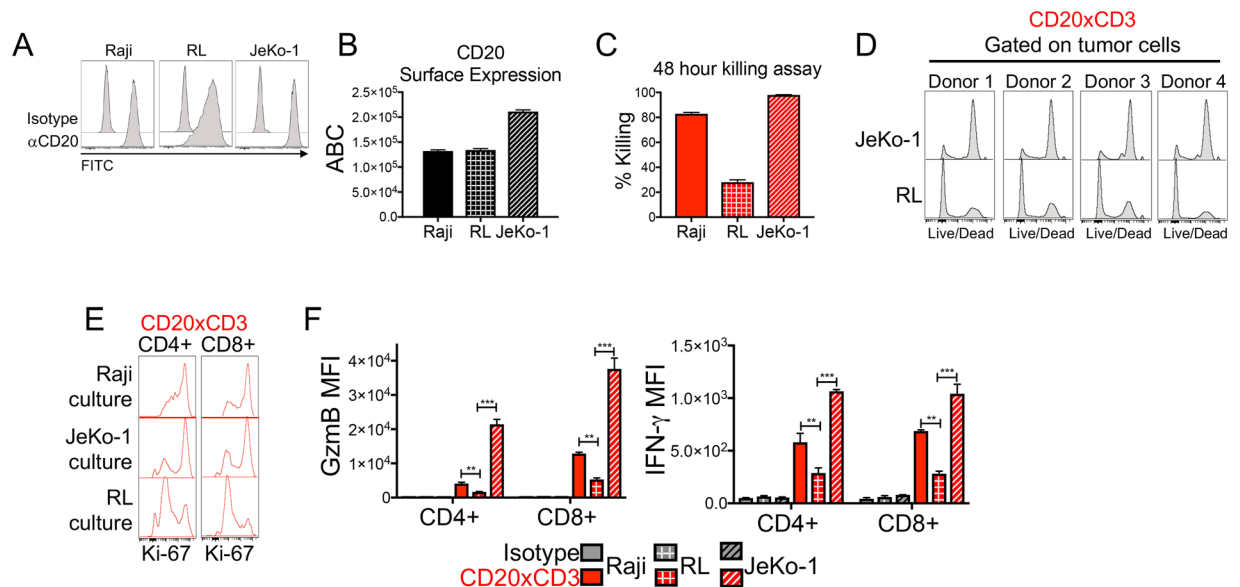 A
Raji RL JeKo-1
Isotype
αCD20
FITC
B
CD20
Surface Expression
ABC
2.5×10⁵
2.0×10⁵
1.5×10⁵
1.0×10⁵
5.0×10⁴
0.0
Raji RL JeKo-1
C
48 hour killing assay
% Killing
100
80
60
40
20
0
Raji RL JeKo-1
D
CD20xCD3
Gated on tumor cells
Donor 1 Donor 2 Donor 3 Donor 4
JeKo-1
RL
Live/Dead Live/Dead Live/Dead Live/Dead
E
CD20xCD3
CD4+ CD8+
Raji
culture
JeKo-1
culture
RL
culture
Ki-67 Ki-67
F
GzmB MFI
4×10⁴
3×10⁴
2×10⁴
1×10⁴
0
** *** ** ***
CD4+ CD8+
IFN-γ MFI
1.5×10³
1.0×10³
5.0×10²
0.0
** *** ** ***
CD4+ CD8+
Isotype
CD20xCD3
Raji RL JeKo-1